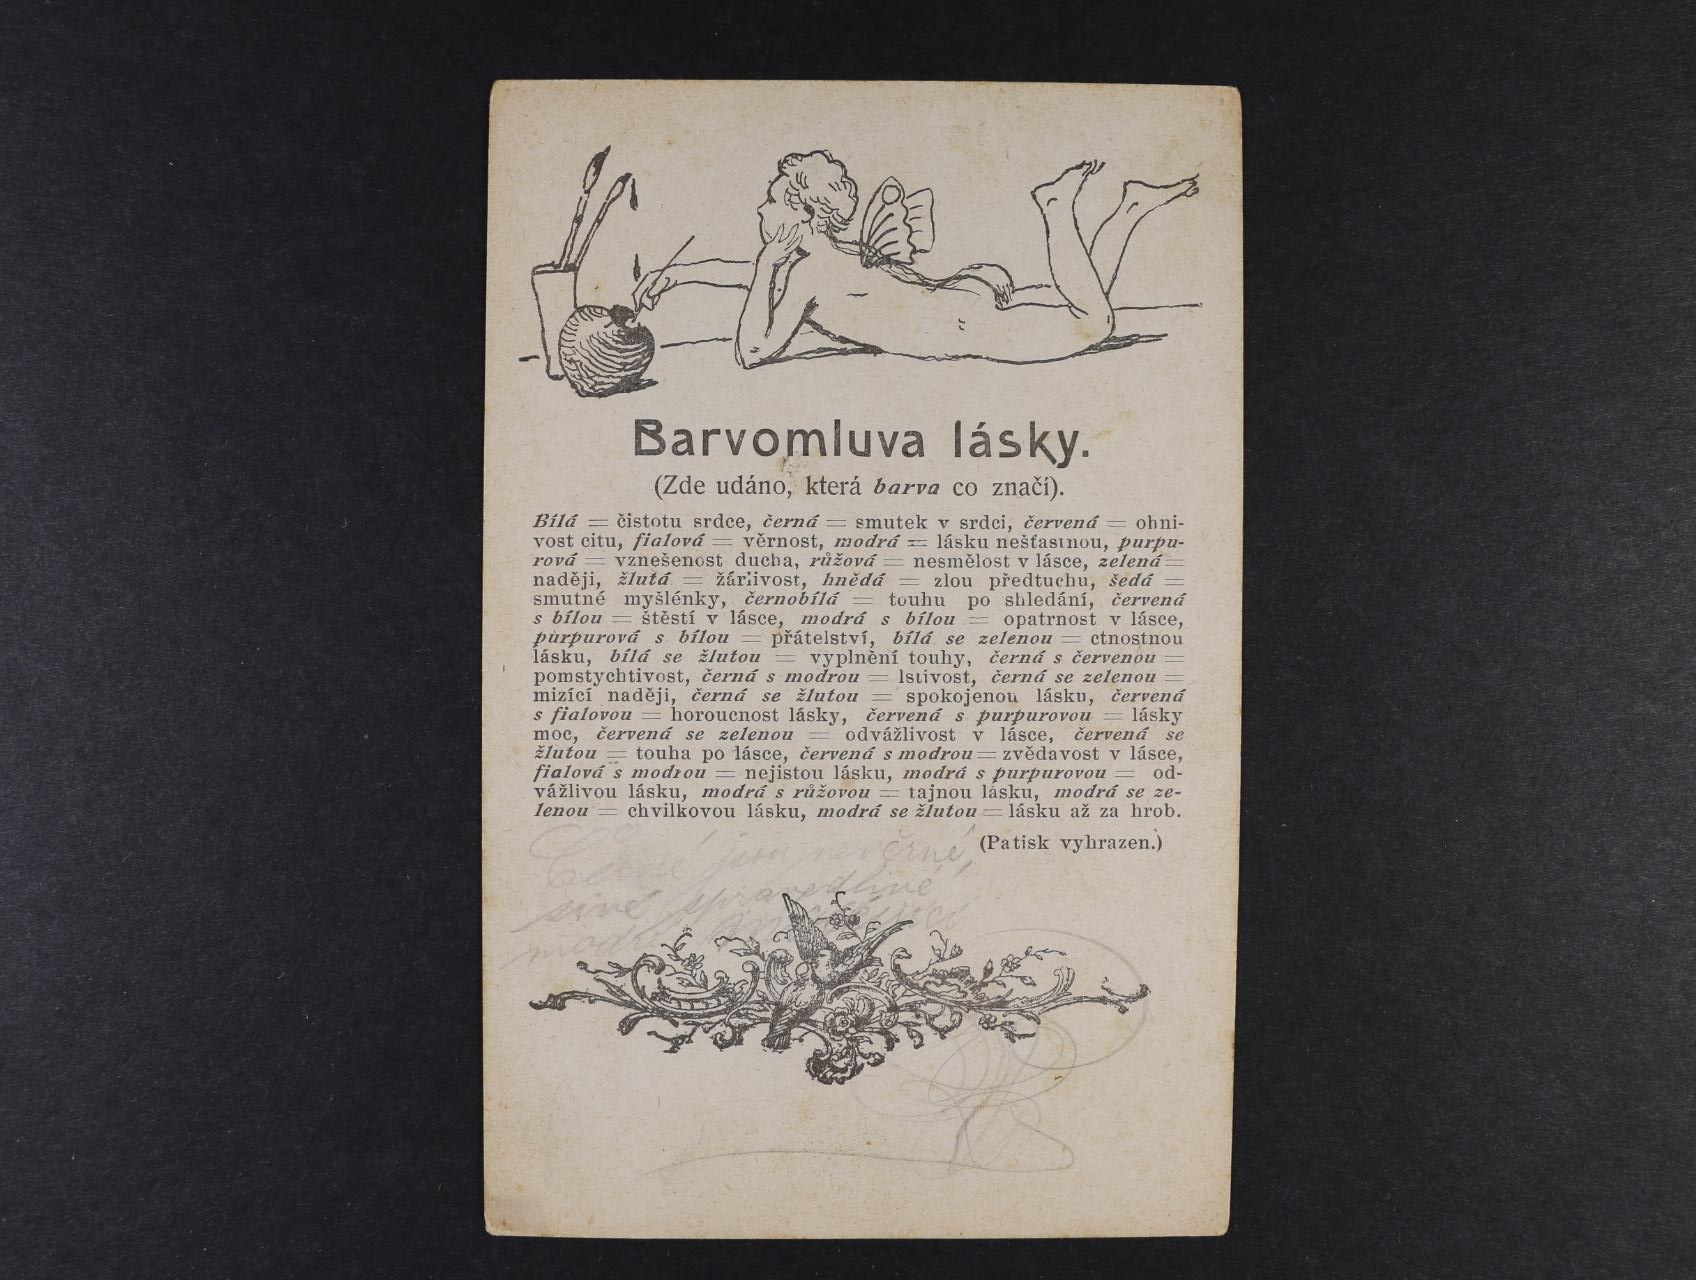 Barvomluva lásky.
(Zde udáno, která barva co značí).
Bílá = čistotu srdce, černá = smutek v srdci, červená = ohni-
vost citu, fialová = věrnost, modrá = lásku nešťastnou, purpu-
rová = vznešenost ducha, růžová = nesmělost v lásce, zelená =
naději, žlutá = žárlivost, hnědá = zlou předtuchu, šedá =
smutné myšlénky, černobílá = touhu po shledání, červená
s bílou = štěstí v lásce, modrá s bílou = opatrnost v lásce,
purpurová s bílou = přátelství, bílá se zelenou = ctnostnou
lásku, bílá se žlutou = vyplnění touhy, černá s červenou =
pomstychtivost, černá s modrou = lstivost, černá se zelenou =
mizící naději, černá se žlutou = spokojenou lásku, červená
s fialovou = horoucnost lásky, červená s purpurovou = lásky
moc, červená se zelenou = odvážlivost v lásce, červená se
žlutou = touha po lásce, červená s modrou = zvědavost v lásce,
fialová s modrou = nejistou lásku, modrá s purpurovou = od-
vážlivou lásku, modrá s růžovou = tajnou lásku, modrá se ze-
lenou = chvilkovou lásku, modrá se žlutou = lásku až za hrob.
(Patisk vyhrazen.)
Černé jsou nevěrné,
sivé spravedlivé